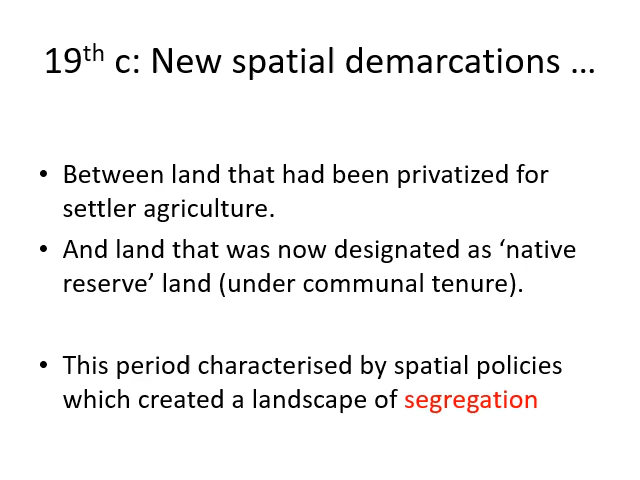 19th c: New spatial demarcations …
• Between land that had been privatized for
settler agriculture.
• And land that was now designated as ‘native
reserve’ land (under communal tenure).
• This period characterised by spatial policies
which created a landscape of segregation